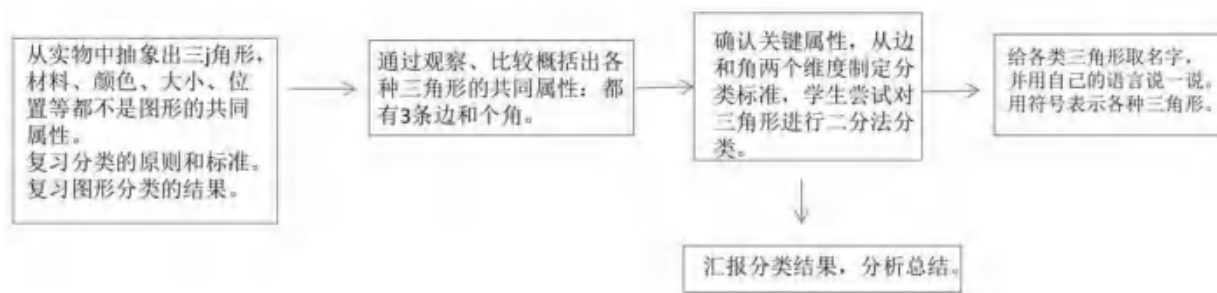 从实物中抽象出三j角形，
材料、颜色、大小、位
置等都不是图形的共同
属性。
复习分类的原则和标准。
复习图形分类的结果。
通过观察、比较概括出各
种三角形的共同属性：都
有3条边和个角。
确认关键属性，从边
和角两个维度制定分
类标准，学生尝试对
三角形进行二分法分
类。
给各类三角形取名字，
并用自己的语言说一说。
用符号表示各种三角形。
汇报分类结果，分析总结。